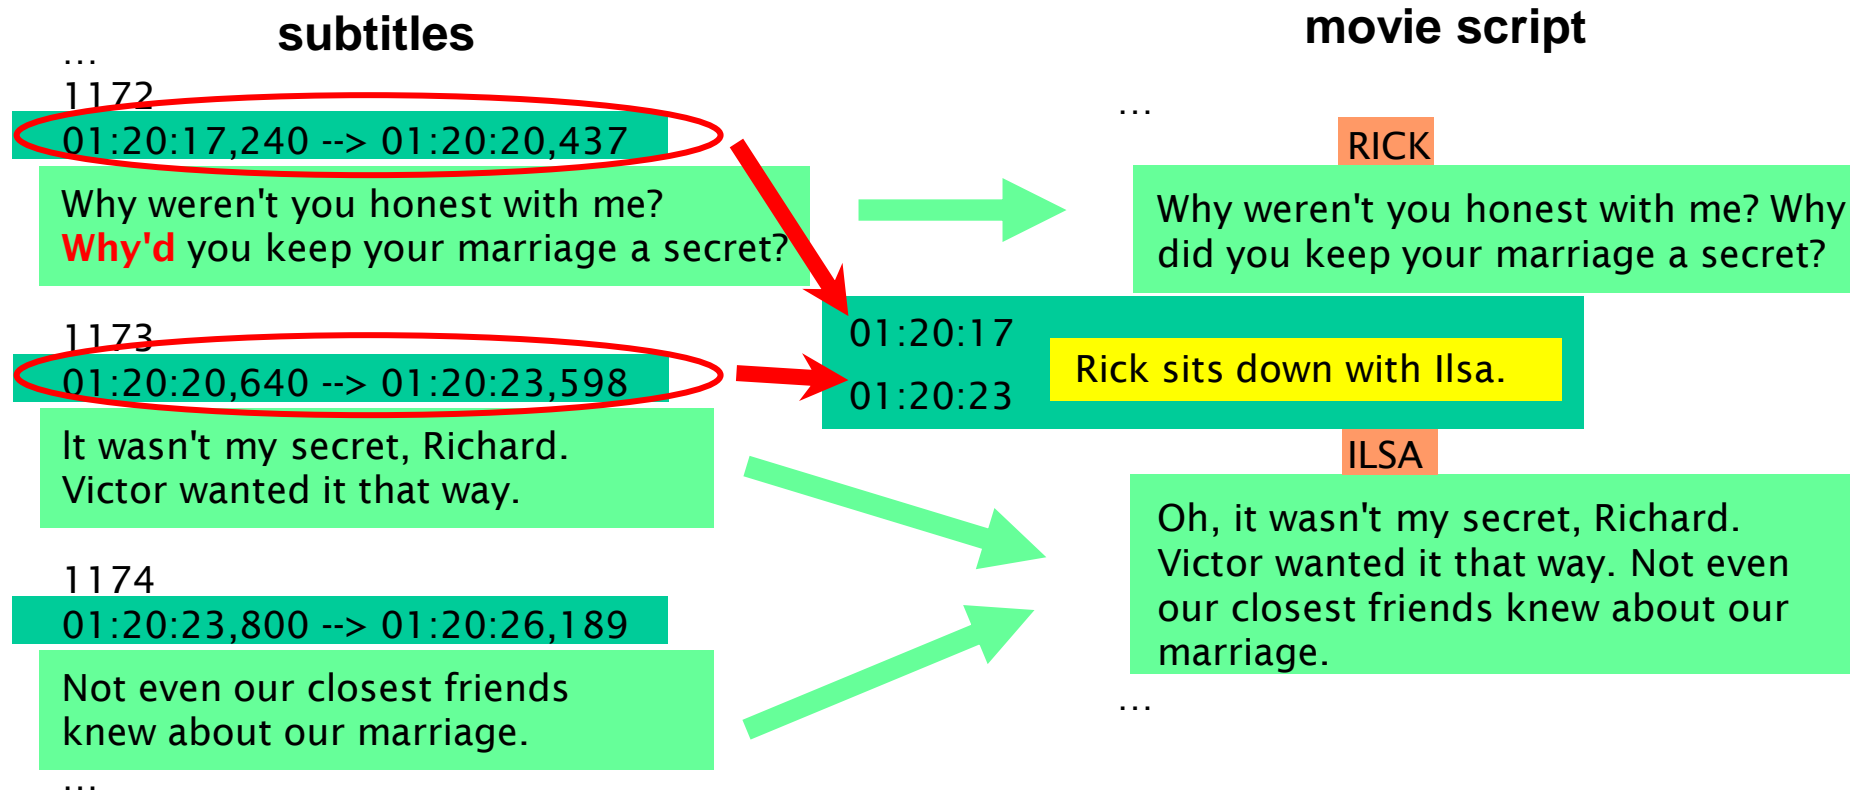 subtitles
...
1172
01:20:17,240 --> 01:20:20,437
Why weren't you honest with me?
Why'd you keep your marriage a secret?
1173
01:20:20,640 --> 01:20:23,598
lt wasn't my secret, Richard.
Victor wanted it that way.
1174
01:20:23,800 --> 01:20:26,189
Not even our closest friends
knew about our marriage.
...
movie script
...
RICK
Why weren't you honest with me? Why
did you keep your marriage a secret?
01:20:17
Rick sits down with Ilsa.
01:20:23
ILSA
Oh, it wasn't my secret, Richard.
Victor wanted it that way. Not even
our closest friends knew about our
marriage.
...